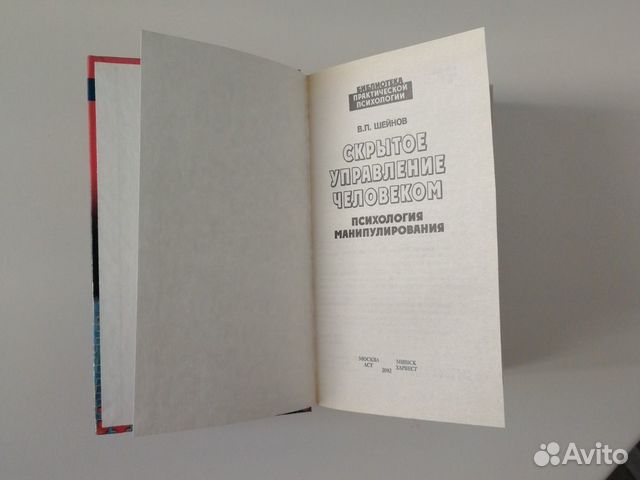 БИБЛИОТЕКА
ПРАКТИЧЕСКОЙ
ПСИХОЛОГИИ
В.П. ШЕЙНОВ
СКРЫТОЕ
УПРАВЛЕНИЕ
ЧЕЛОВЕКОМ
ПСИХОЛОГИЯ
МАНИПУЛИРОВАНИЯ
МОСКВА МИНСК
АСТ ХАРВЕСТ
2002
Avito